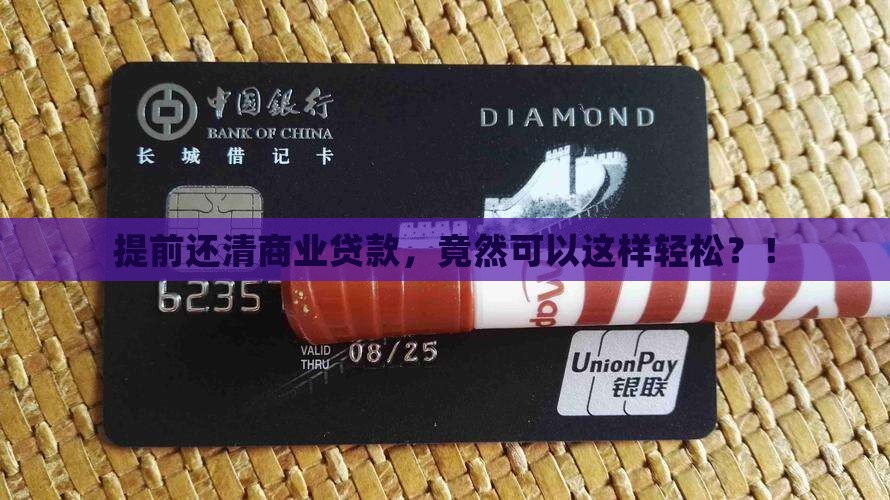 中国银行
BANK OF CHINA
DIAMOND
长城借记卡
提前还清商业贷款，竟然可以这样轻松？！
6235
VALID
THRU
08/25
UnionPay
银联